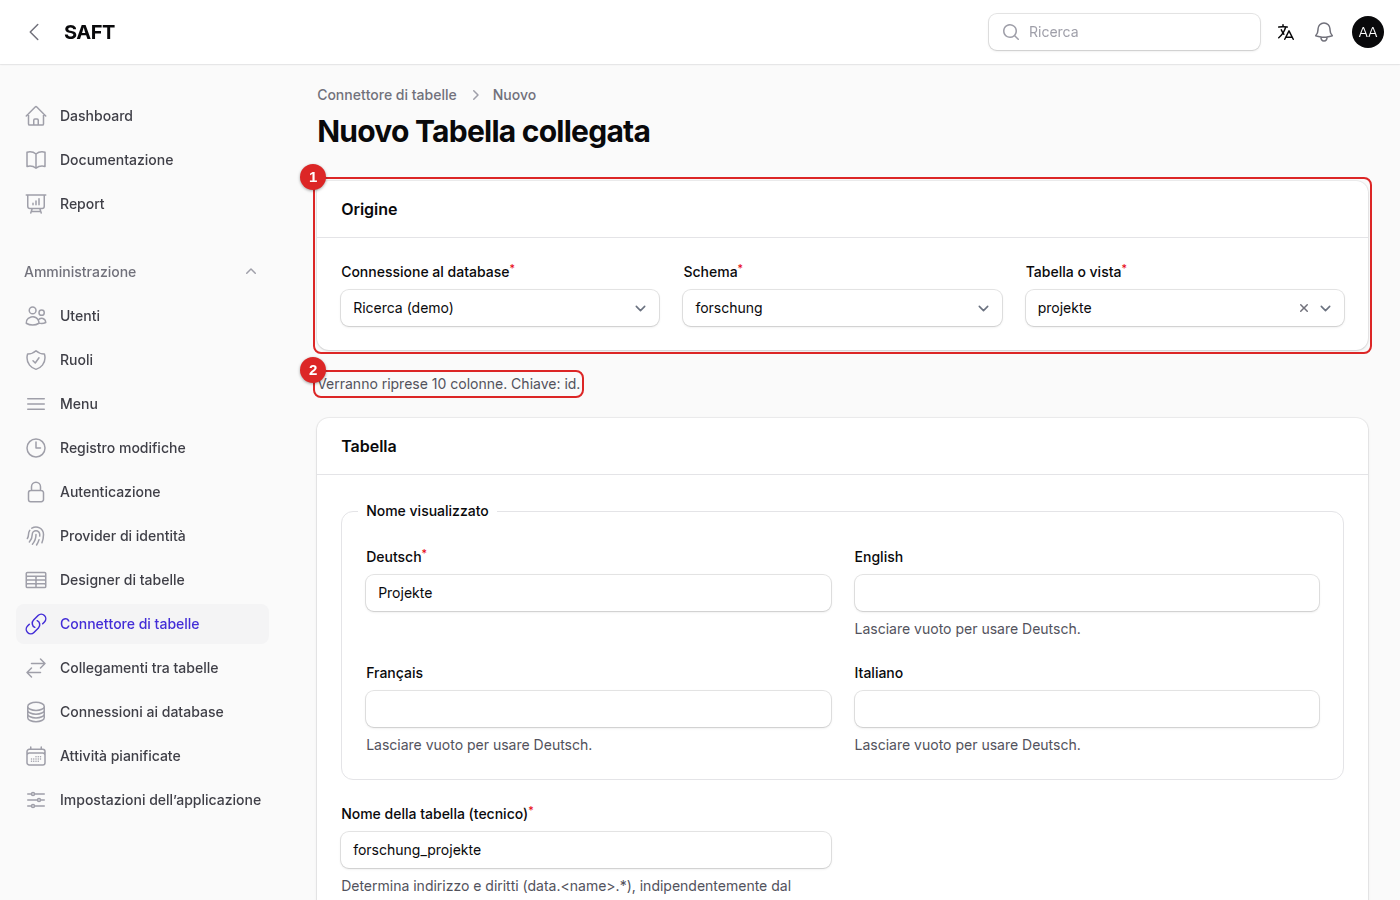 SAFT
Ricerca
AA
Dashboard
Documentazione
Report
Amministrazione
Utenti
Ruoli
Menu
Registro modifiche
Autenticazione
Provider di identità
Designer di tabelle
Connettore di tabelle
Collegamenti tra tabelle
Connessioni ai database
Attività pianificate
Impostazioni dell’applicazione
Connettore di tabelle > Nuovo
Nuovo Tabella collegata
1
Origine
Connessione al database* Schema* Tabella o vista*
Ricerca (demo) forschung projekte
2
Verranno riprese 10 colonne. Chiave: id.
Tabella
Nome visualizzato
Deutsch* English
Projekte
Lasciare vuoto per usare Deutsch.
Français Italiano
Lasciare vuoto per usare Deutsch. Lasciare vuoto per usare Deutsch.
Nome della tabella (tecnico)*
forschung_projekte
Determina indirizzo e diritti (data.<name>.*), indipendentemente dal